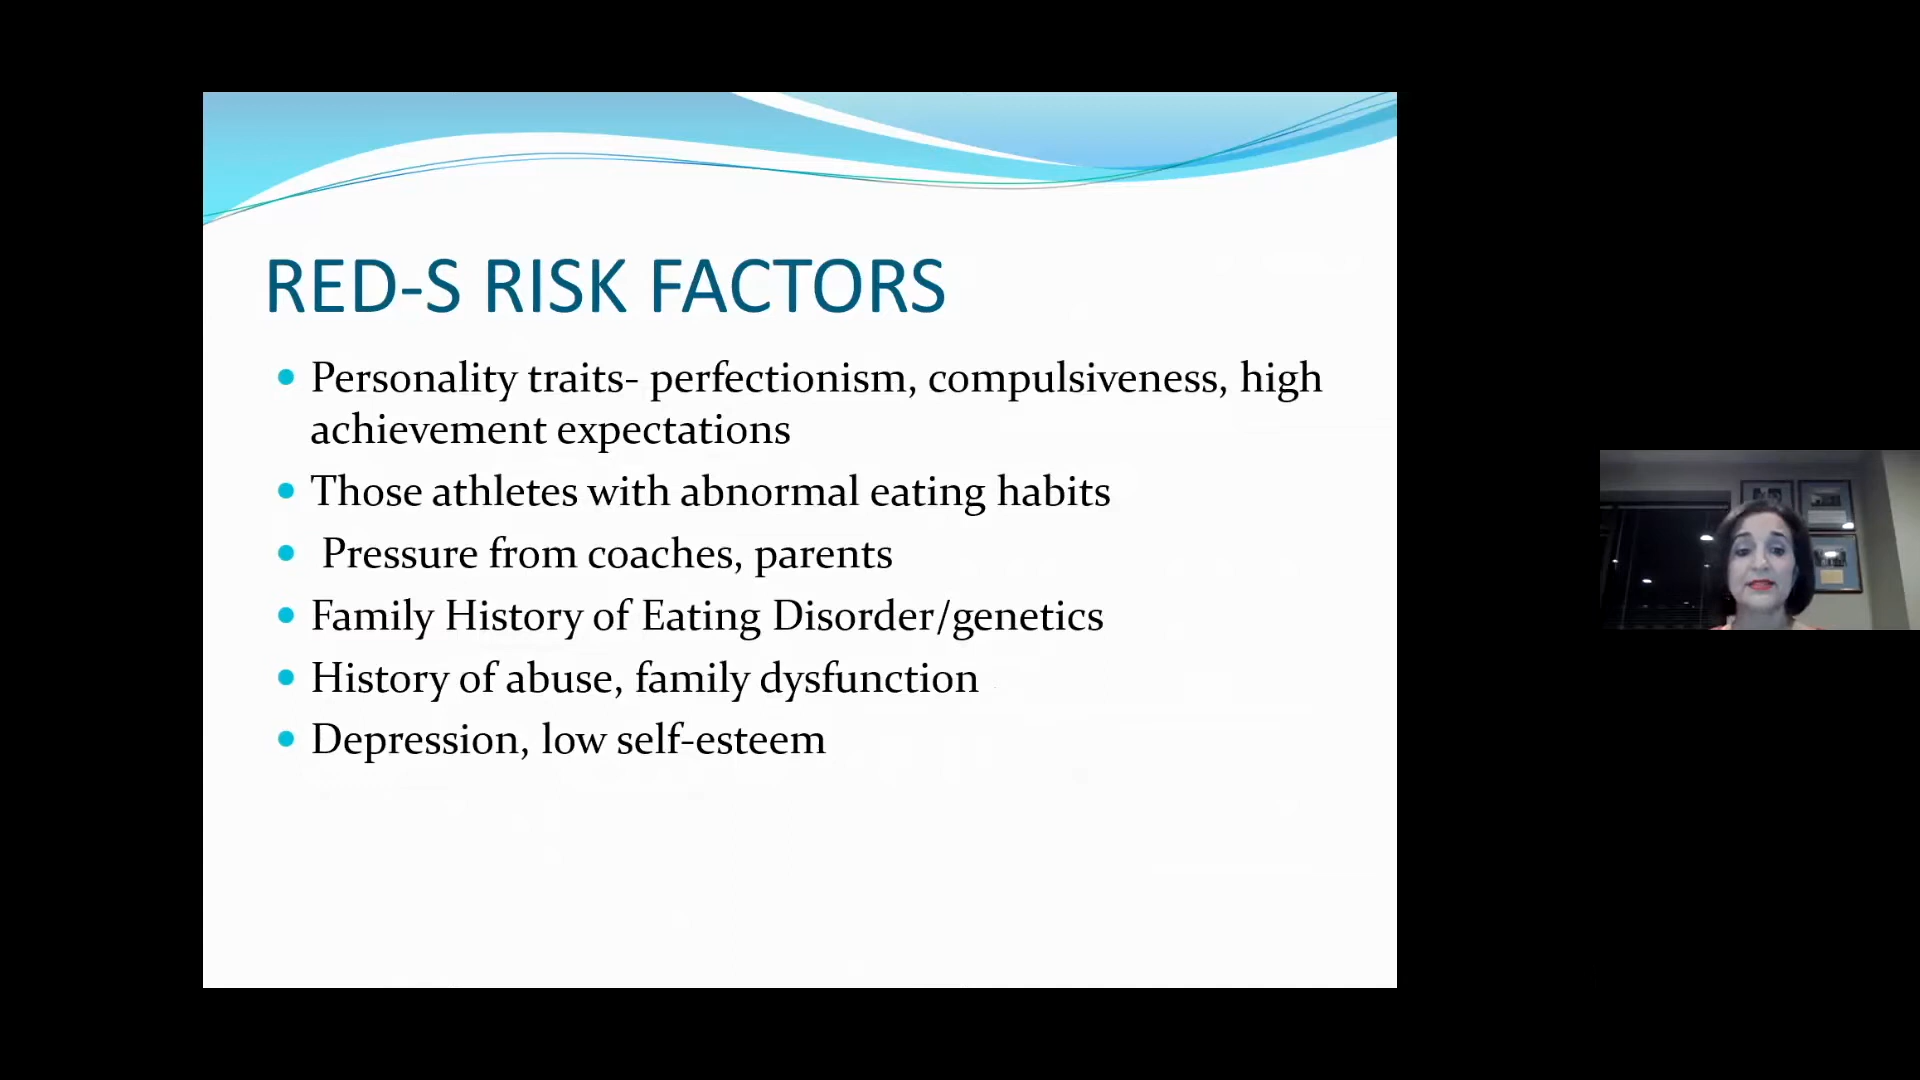 RED-S RISK FACTORS
• Personality traits- perfectionism, compulsiveness, high
achievement expectations
• Those athletes with abnormal eating habits
• Pressure from coaches, parents
• Family History of Eating Disorder/genetics
• History of abuse, family dysfunction
• Depression, low self-esteem